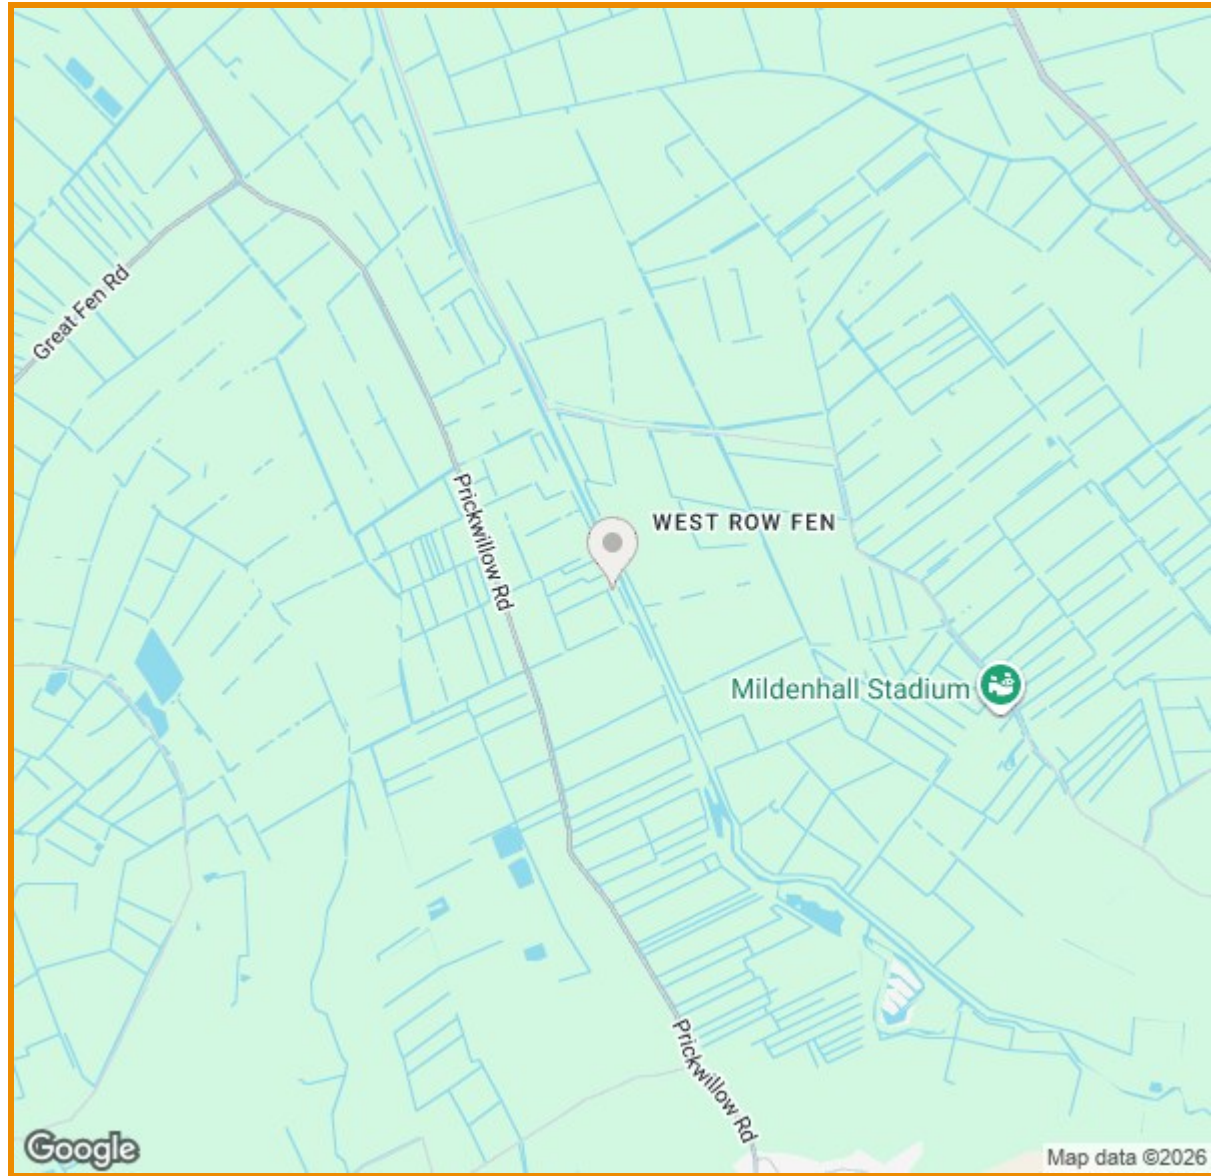 Great Fen Rd
Prickwillow Rd
WEST ROW FEN
Mildenhall Stadium
Prickwillow Rd
Google
Map data ©2026